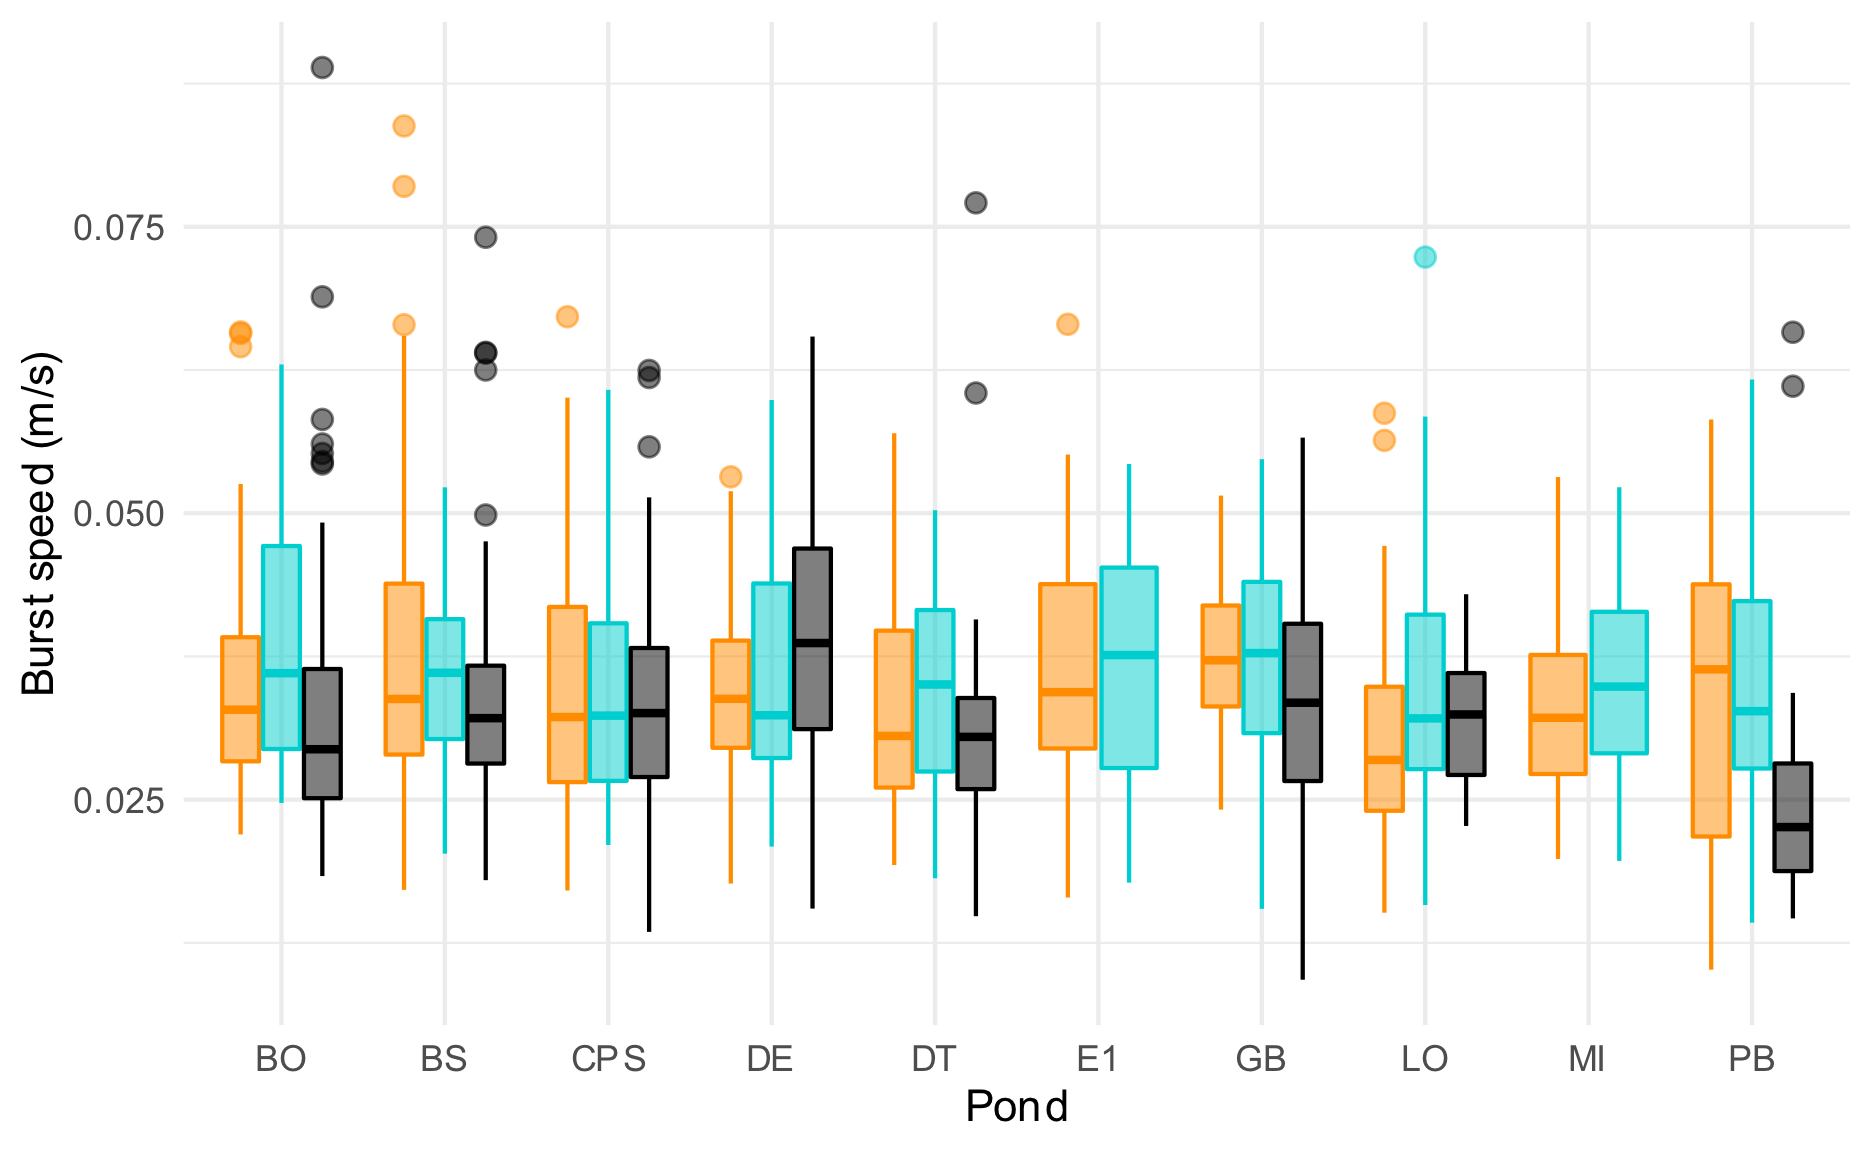 Burst speed (m/s)
0.075
0.050
0.025
BO BS CPS DE DT E1 GB LO MI PB
Pond